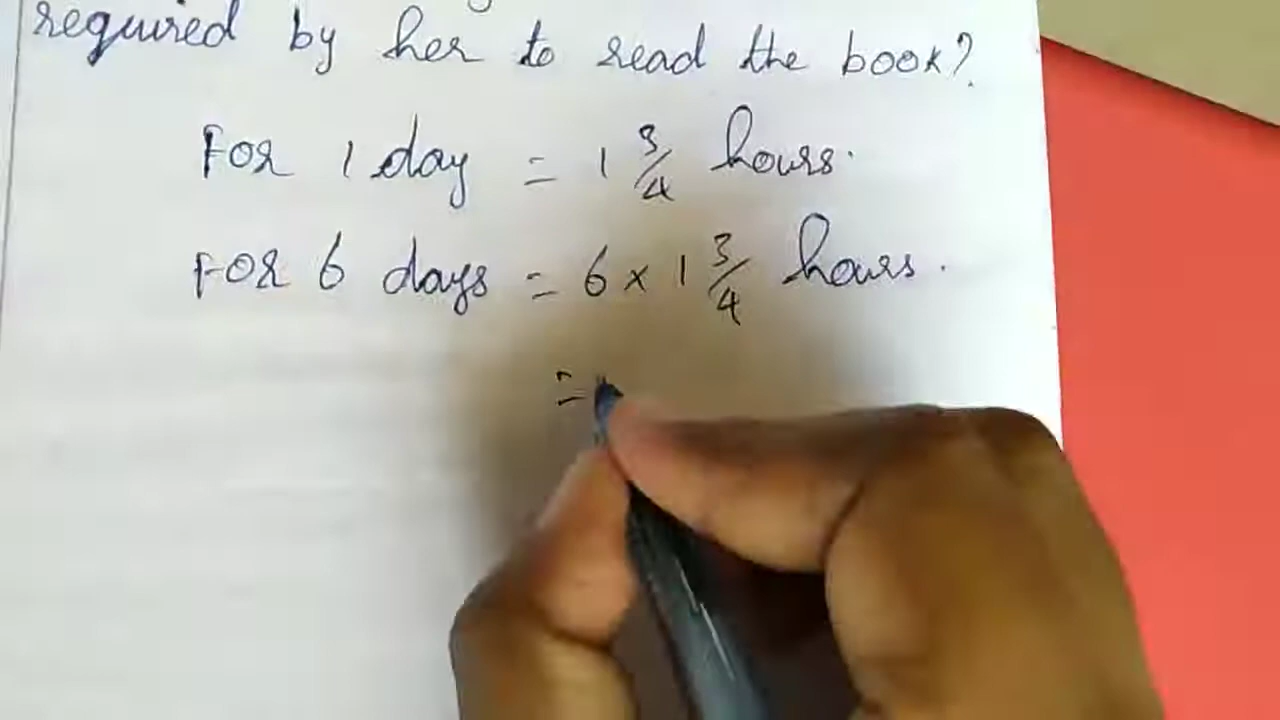 required by her to read the book?
For 1 day = 1 3/4 hours.
For 6 days = 6 x 1 3/4 hours.
=